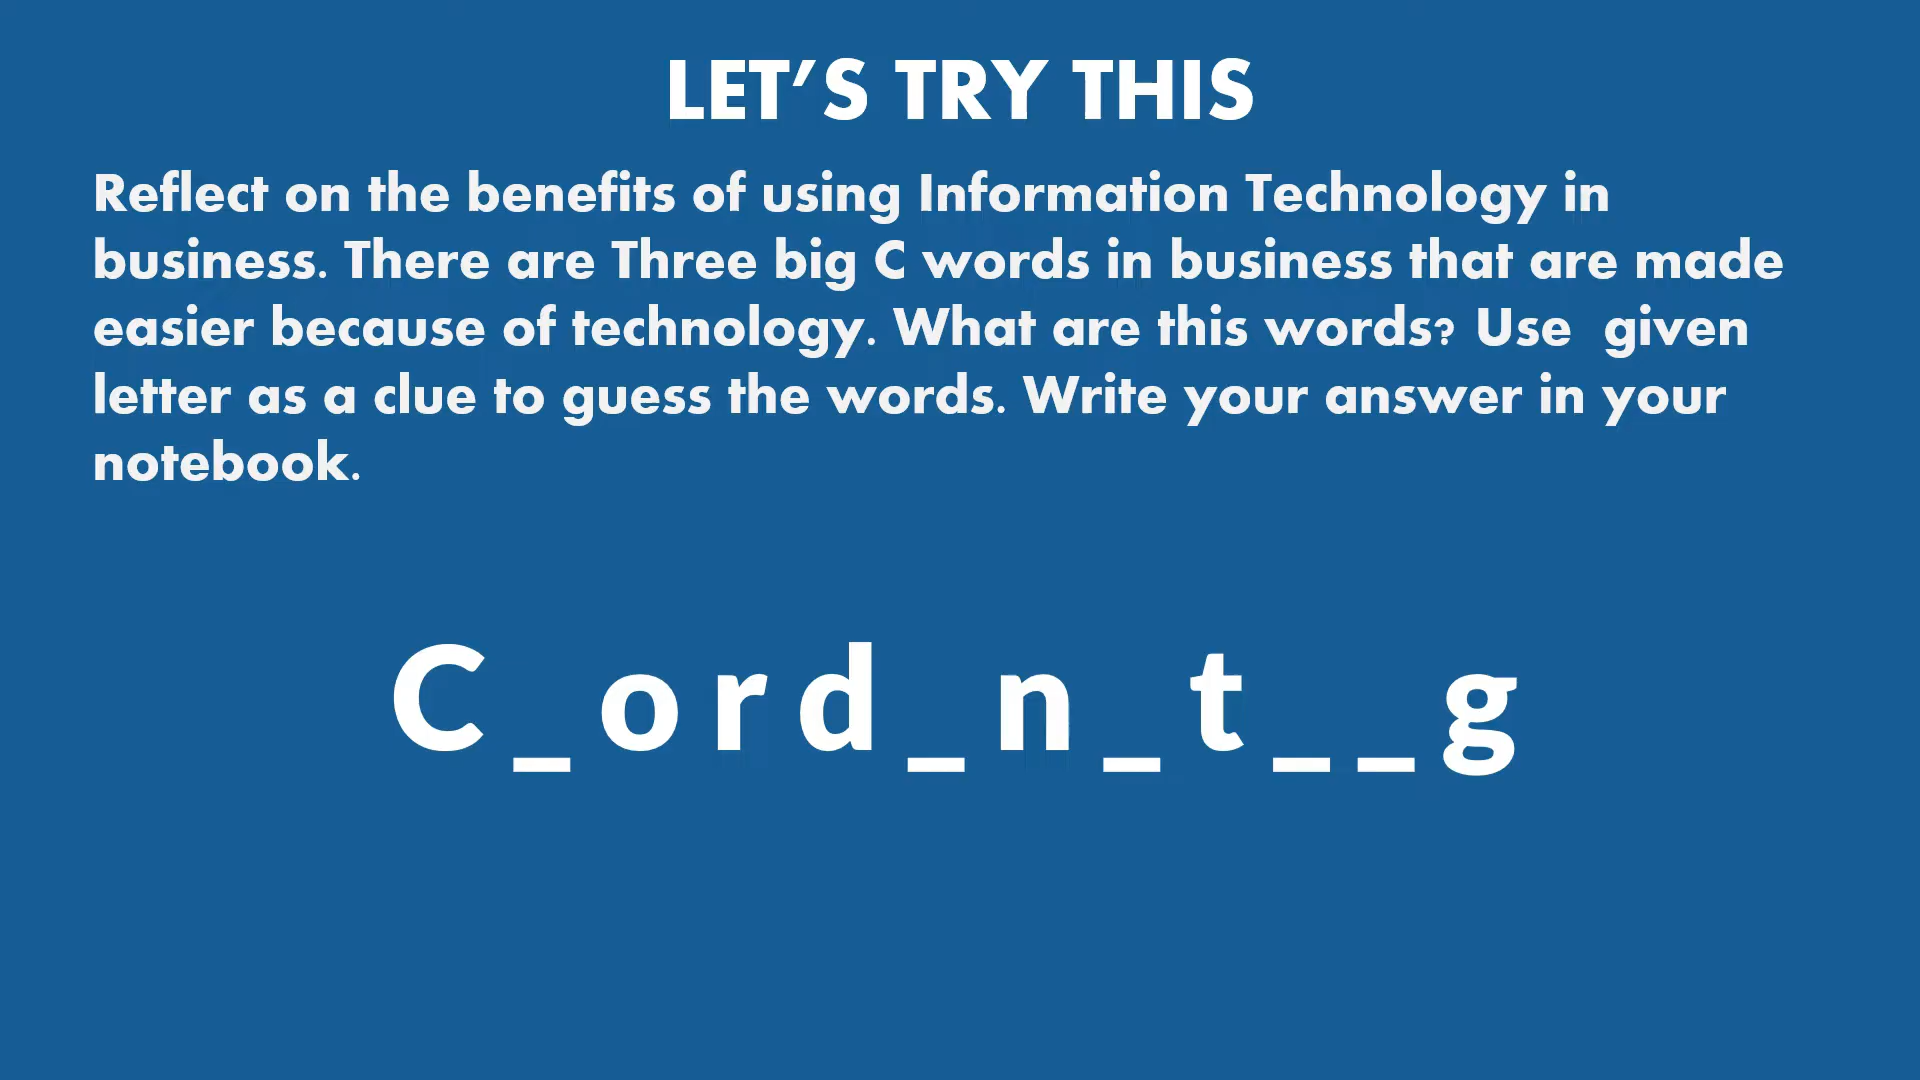 LET’S TRY THIS
Reflect on the benefits of using Information Technology in
business. There are Three big C words in business that are made
easier because of technology. What are this words? Use  given
letter as a clue to guess the words. Write your answer in your
notebook.
C _ o r d _ n _ t _ _ g